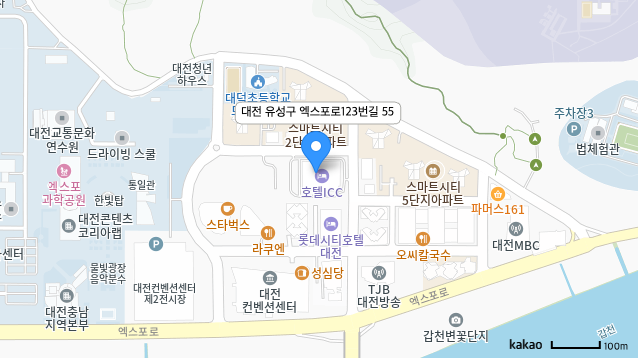 대전청년
하우스
대덕초등학교
대전 유성구 엑스포로123번길 55
스마트시티
2단지아파트
주차장3
법체험관
대전교통문화
연수원
드라이빙 스쿨
엑스포
과학공원
통일관
한빛탑
호텔ICC
스마트시티
5단지아파트
파머스161
대전콘텐츠
코리아랩
스타벅스
라쿠엔
롯데시티호텔
대전
오씨칼국수
대전MBC
P
물빛광장
음악분수
대전컨벤션센터
제2전시장
대전
컨벤션센터
성심당
TJB
대전방송
엑스포로
대전충남
지역본부
엑스포로
갑천변꽃단지
갑천
kakao
100m